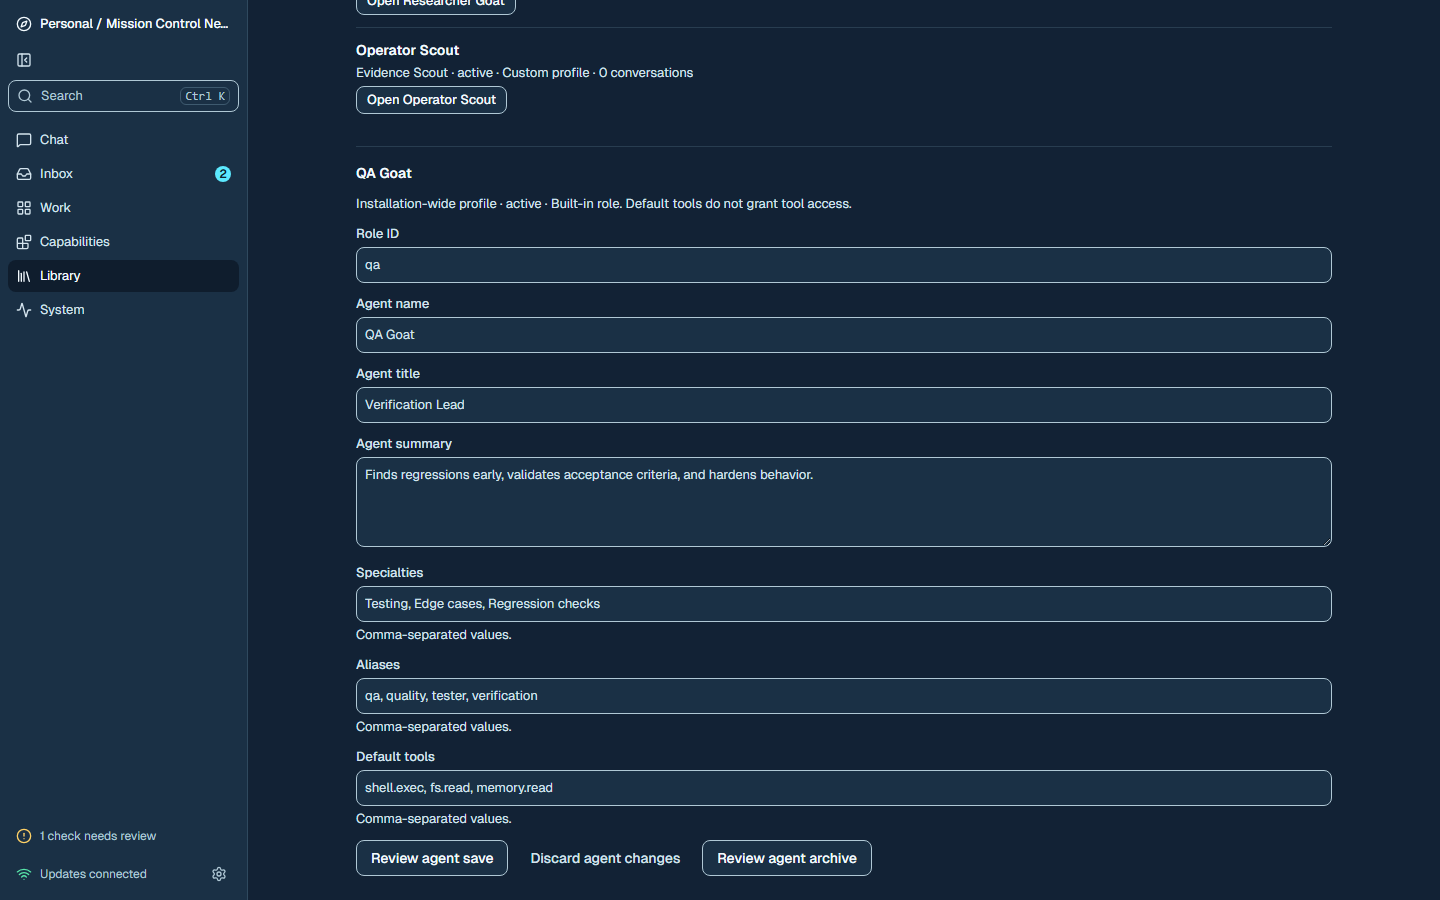 Personal / Mission Control Ne...
Search
Ctrl K
Chat
Inbox
2
Work
Capabilities
Library
System
1 check needs review
Updates connected
Open Researcher Goat
Operator Scout
Evidence Scout · active · Custom profile · 0 conversations
Open Operator Scout
QA Goat
Installation-wide profile · active · Built-in role. Default tools do not grant tool access.
Role ID
qa
Agent name
QA Goat
Agent title
Verification Lead
Agent summary
Finds regressions early, validates acceptance criteria, and hardens behavior.
Specialties
Testing, Edge cases, Regression checks
Comma-separated values.
Aliases
qa, quality, tester, verification
Comma-separated values.
Default tools
shell.exec, fs.read, memory.read
Comma-separated values.
Review agent save
Discard agent changes
Review agent archive